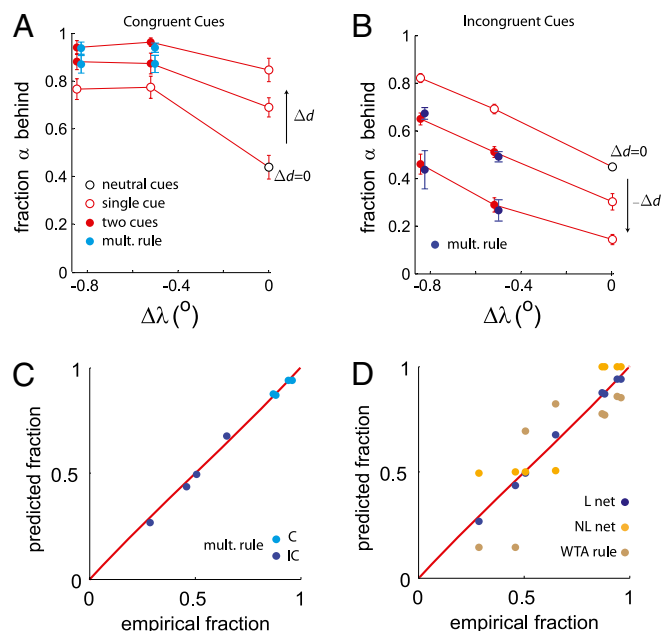 A
Congruent Cues
fraction α behind
1
0.8
0.6
0.4
0.2
0
Δd
Δd=0
neutral cues
single cue
two cues
mult. rule
-0.8
-0.4
0
Δλ (°)
B
Incongruent Cues
fraction α behind
1
0.8
0.6
0.4
0.2
0
Δd=0
-Δd
mult. rule
-0.8
-0.4
0
Δλ (°)
C
predicted fraction
1
0.5
0
0.5
1
mult. rule
C
IC
empirical fraction
D
predicted fraction
1
0.5
0
0.5
1
L net
NL net
WTA rule
empirical fraction